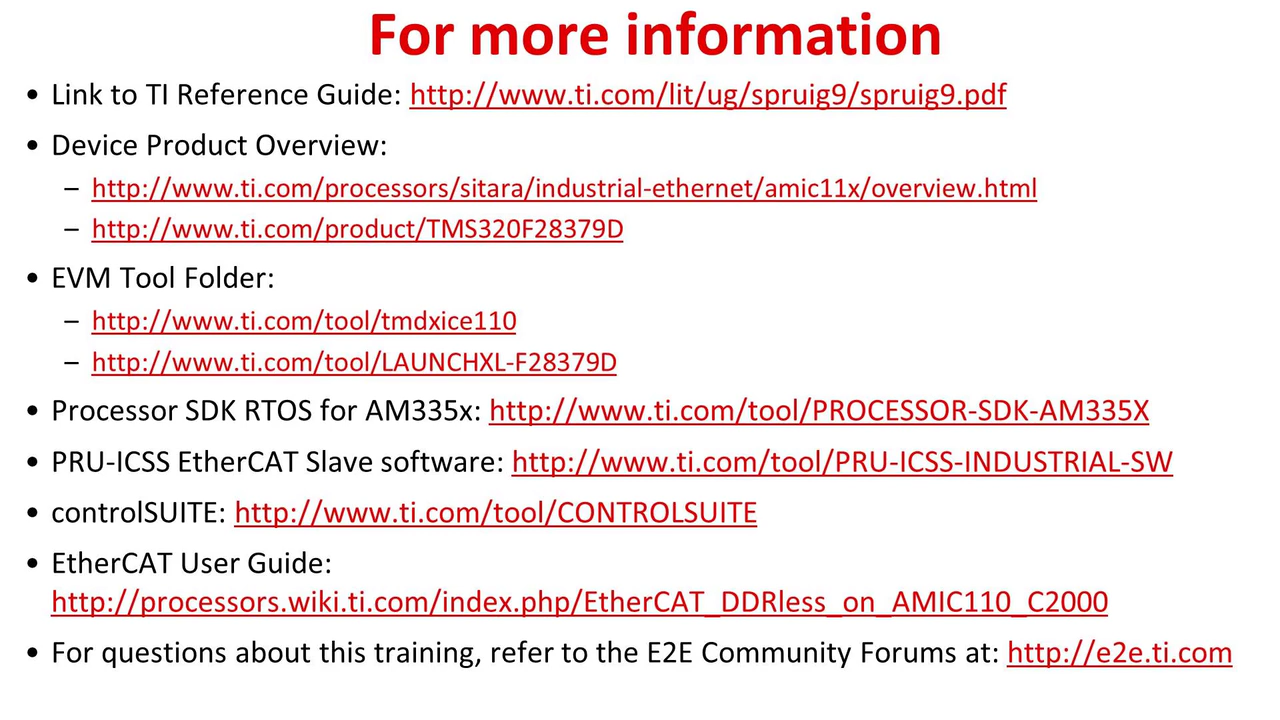 For more information
• Link to TI Reference Guide: http://www.ti.com/lit/ug/spruig9/spruig9.pdf
• Device Product Overview:
– http://www.ti.com/processors/sitara/industrial-ethernet/amic11x/overview.html
– http://www.ti.com/product/TMS320F28379D
• EVM Tool Folder:
– http://www.ti.com/tool/tmdxice110
– http://www.ti.com/tool/LAUNCHXL-F28379D
• Processor SDK RTOS for AM335x: http://www.ti.com/tool/PROCESSOR-SDK-AM335X
• PRU-ICSS EtherCAT Slave software: http://www.ti.com/tool/PRU-ICSS-INDUSTRIAL-SW
• controlSUITE: http://www.ti.com/tool/CONTROLSUITE
• EtherCAT User Guide:
http://processors.wiki.ti.com/index.php/EtherCAT_DDRless_on_AMIC110_C2000
• For questions about this training, refer to the E2E Community Forums at: http://e2e.ti.com